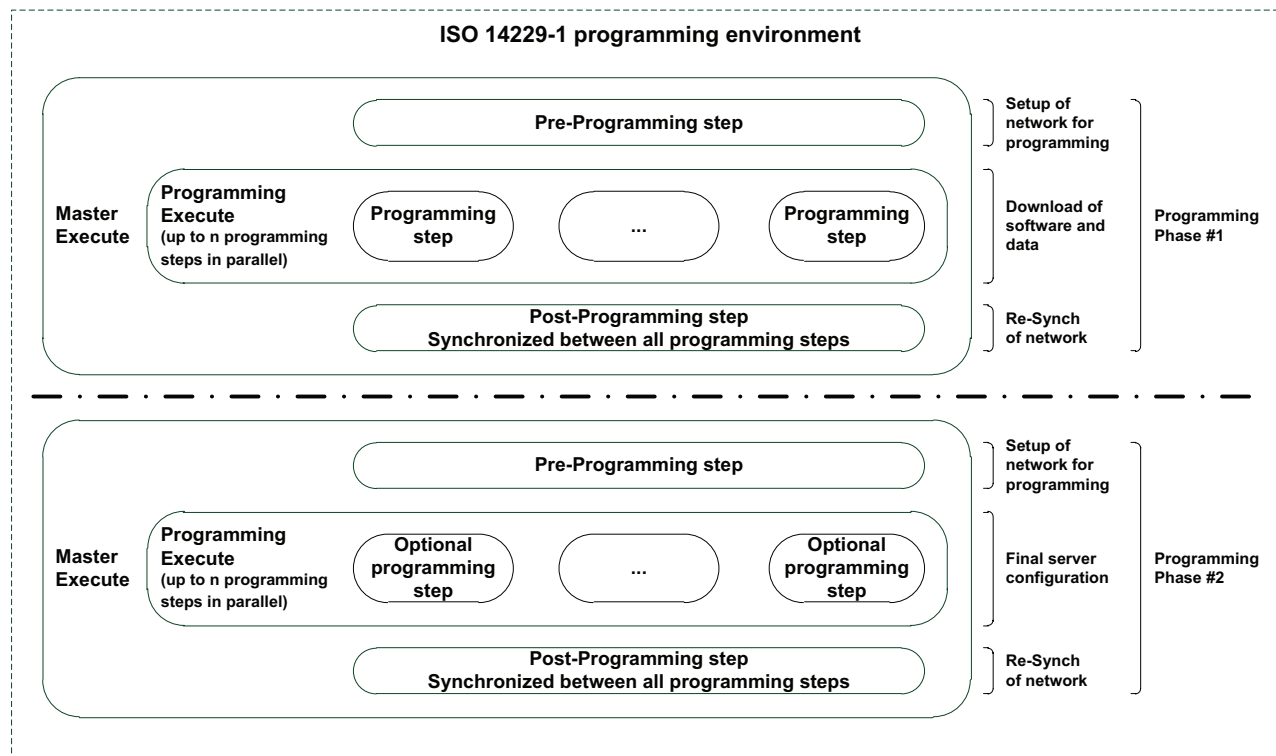 ISO 14229-1 programming environment
Pre-Programming step
Setup of
network for
programming
Master
Execute
Programming
Execute
(up to n programming
steps in parallel)
Programming
step
...
Programming
step
Download of
software and
data
Programming
Phase #1
Post-Programming step
Synchronized between all programming steps
Re-Synch
of network
Pre-Programming step
Setup of
network for
programming
Master
Execute
Programming
Execute
(up to n programming
steps in parallel)
Optional
programming
step
...
Optional
programming
step
Final server
configuration
Programming
Phase #2
Post-Programming step
Synchronized between all programming steps
Re-Synch
of network